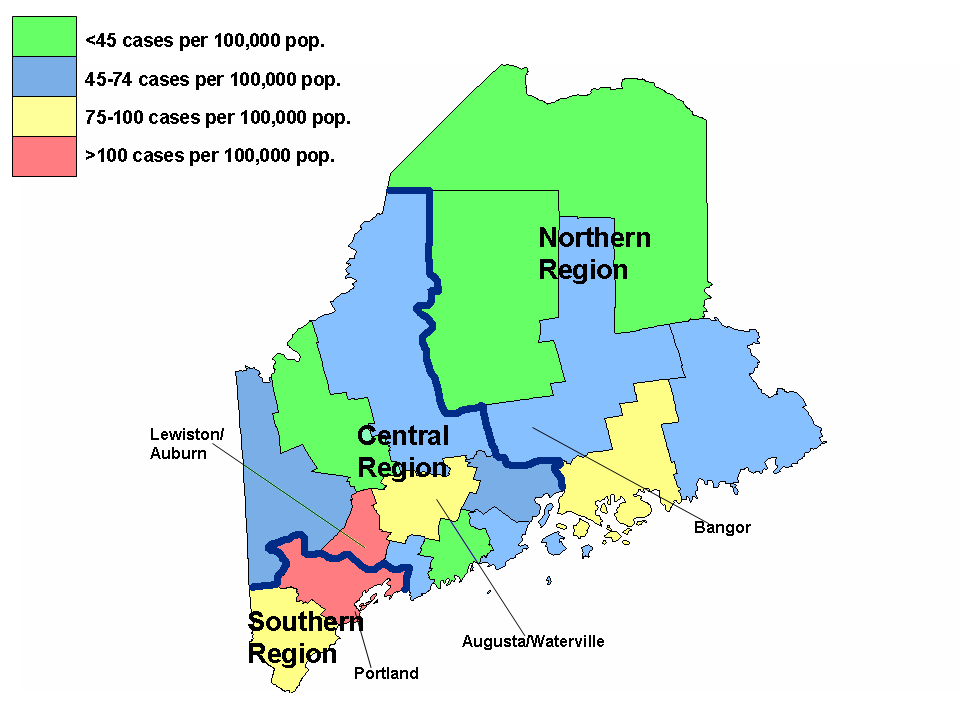 <45 cases per 100,000 pop.
45-74 cases per 100,000 pop.
75-100 cases per 100,000 pop.
>100 cases per 100,000 pop.
Northern
Region
Lewiston/
Auburn
Central
Region
Bangor
Southern
Region
Augusta/Waterville
Portland